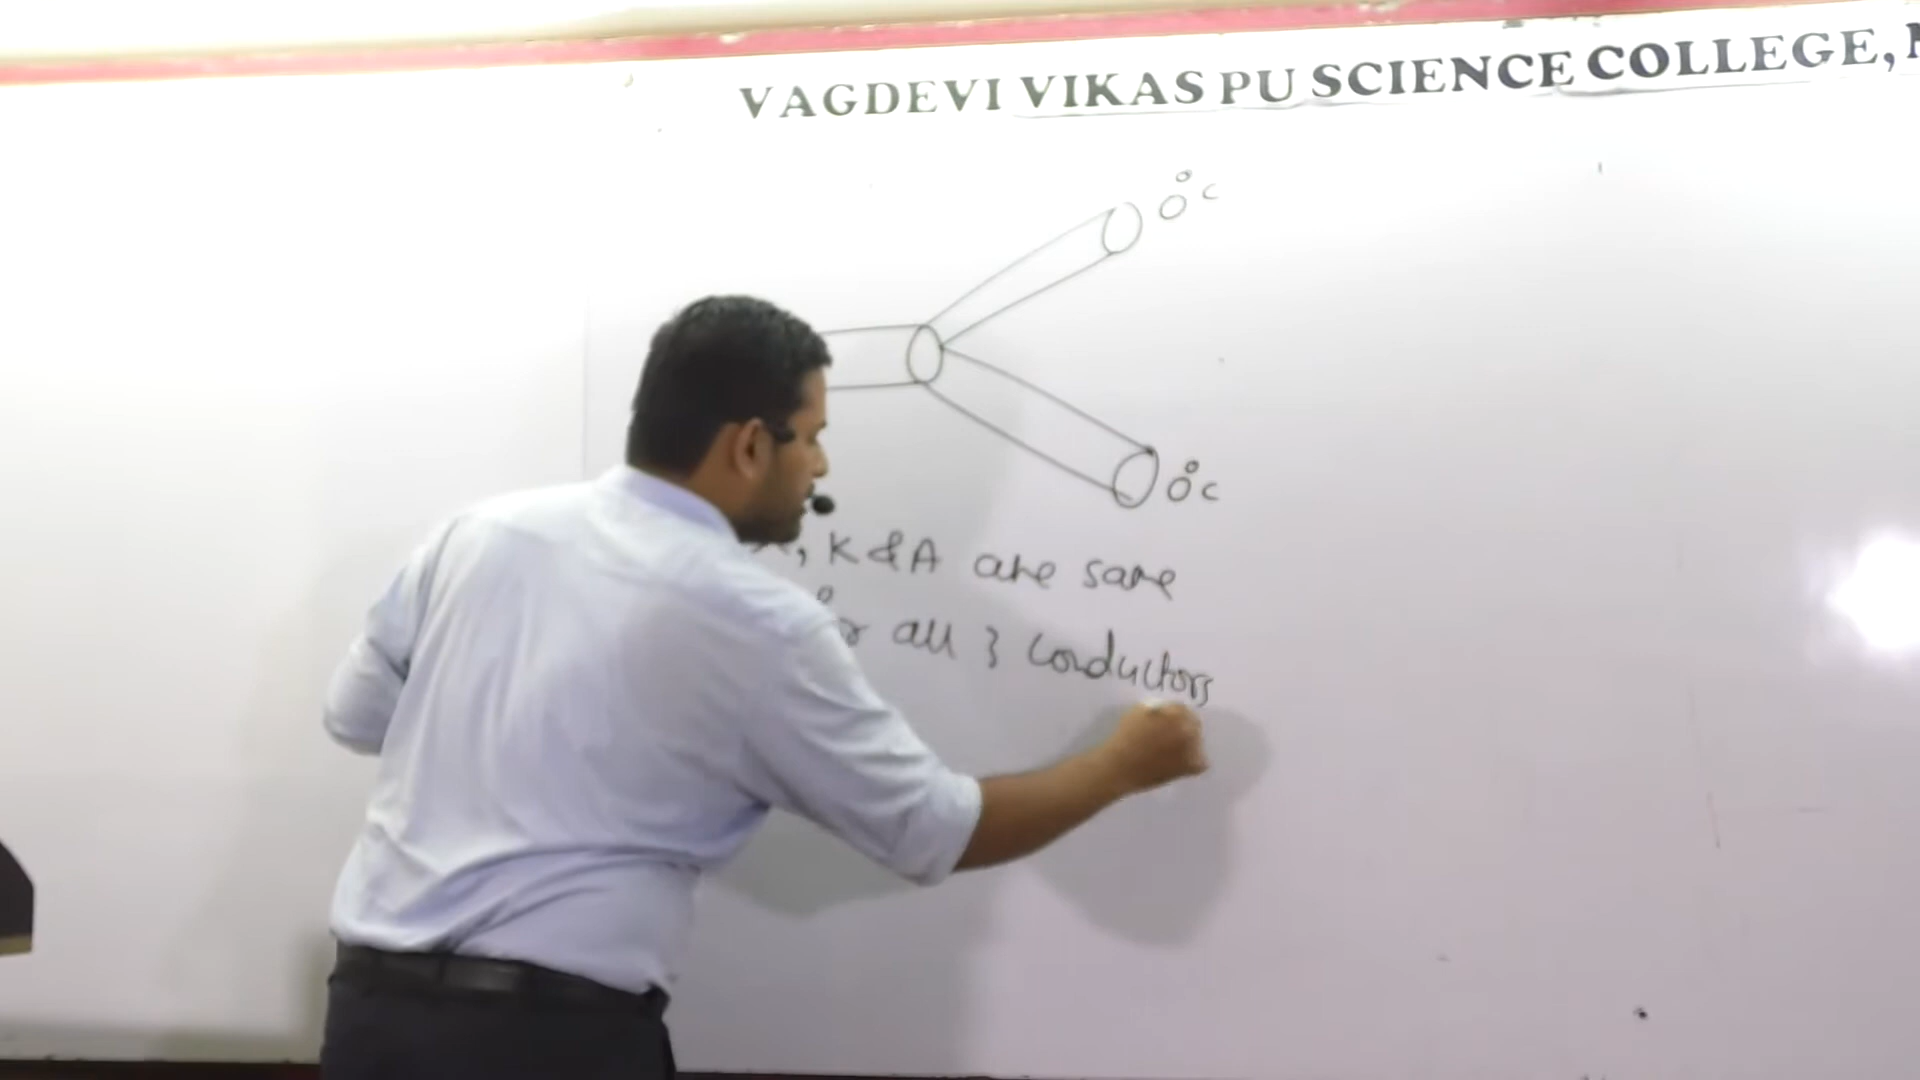 VAGDEVI VIKAS PU SCIENCE COLLEGE,
0°C
0°C
, K & A are same
all 3 conductors